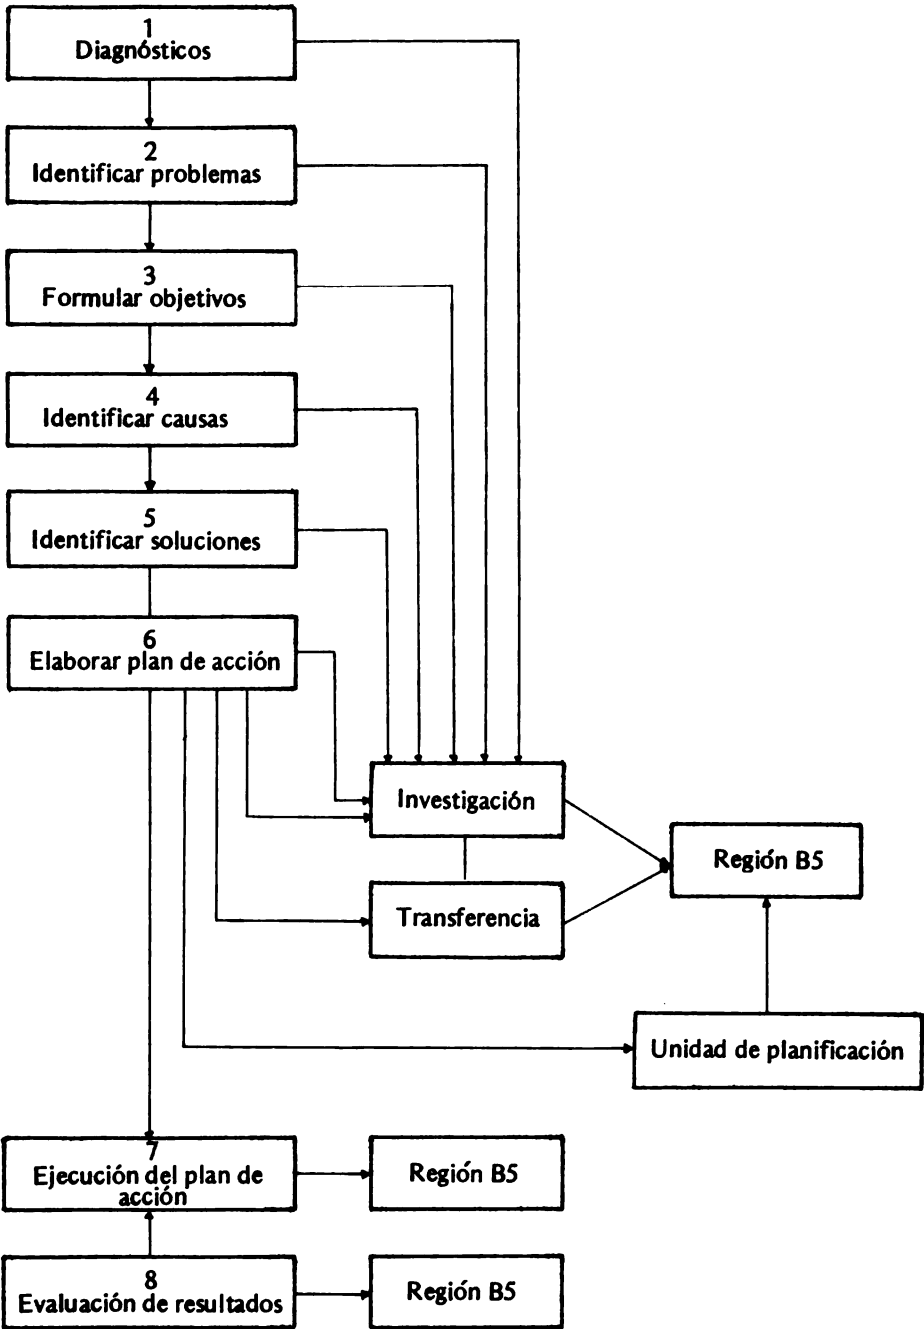 1
Diagnósticos
2
Identificar problemas
3
Formular objetivos
4
Identificar causas
5
Identificar soluciones
6
Elaborar plan de acción
Investigación
Región B5
Transferencia
Unidad de planificación
7
Ejecución del plan de
acción
Región B5
8
Evaluación de resultados
Región B5